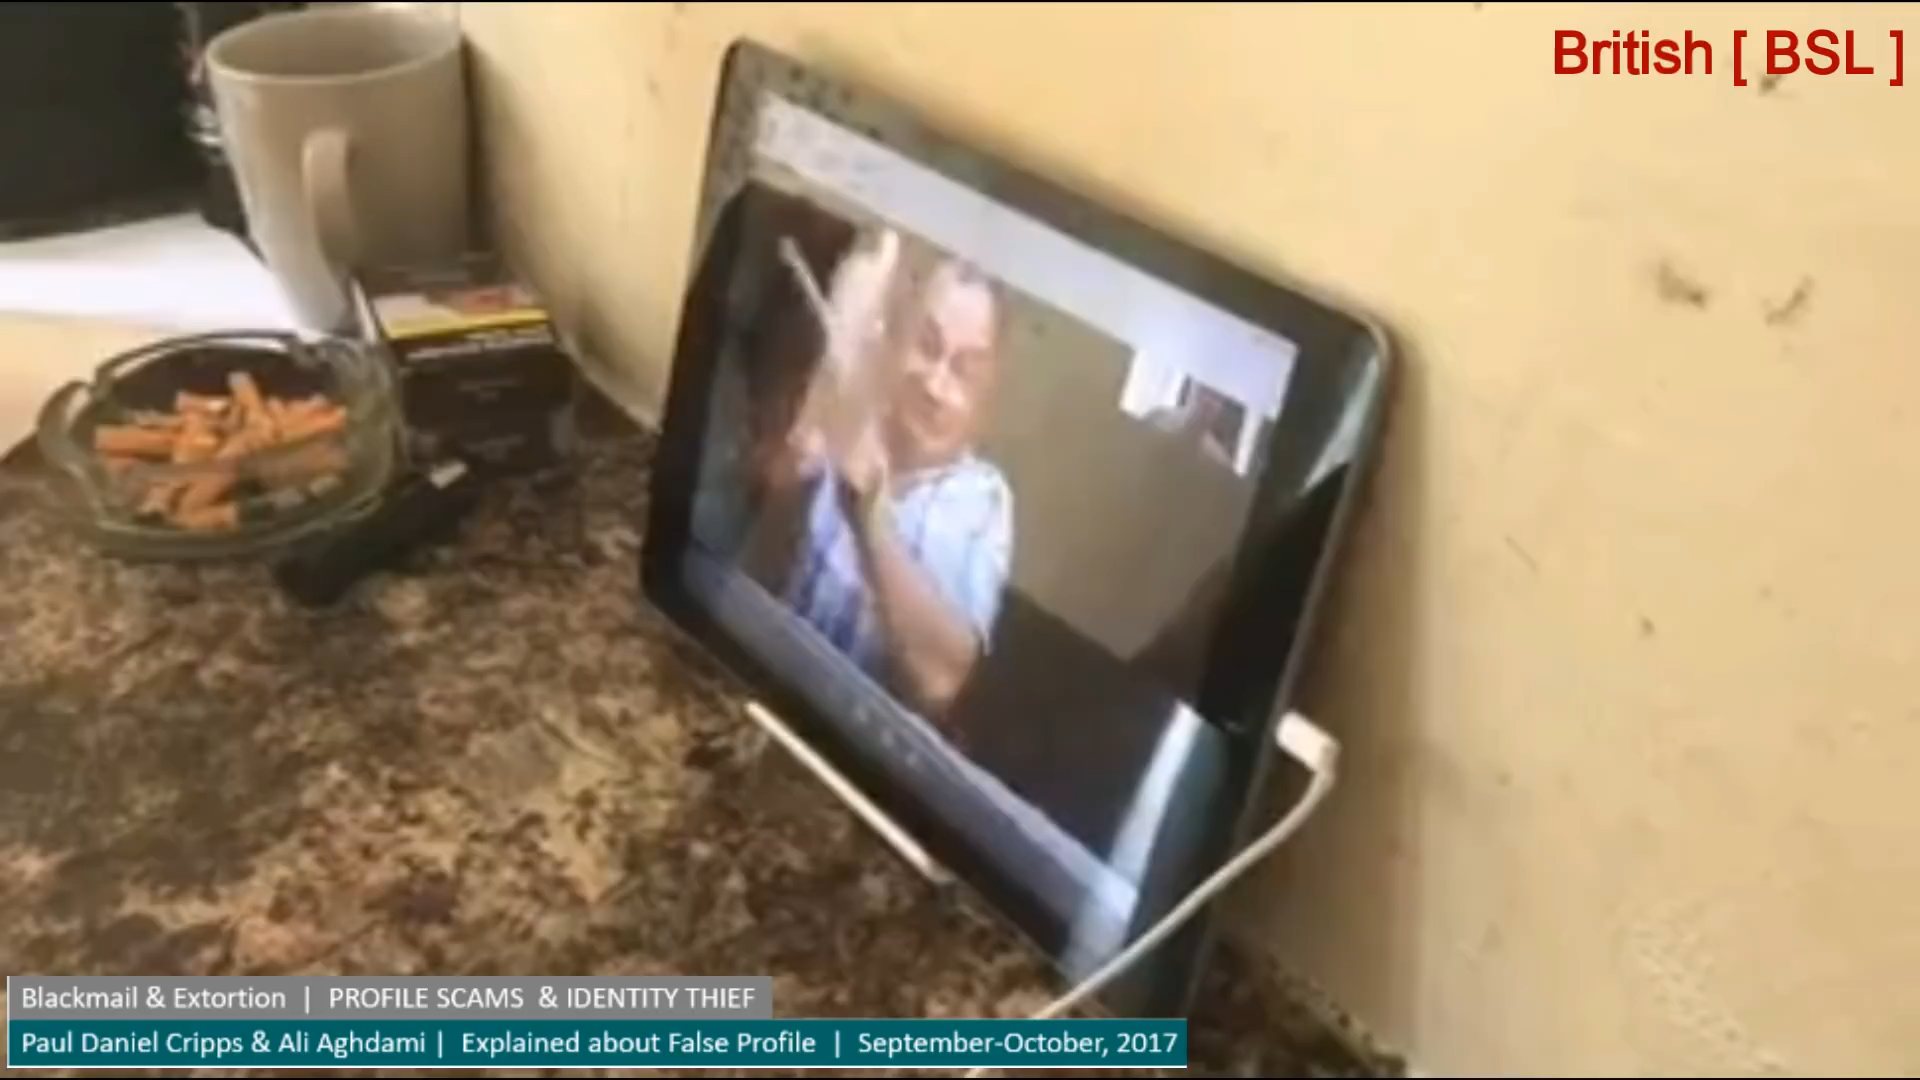 British [ BSL ]
Blackmail & Extortion | PROFILE SCAMS & IDENTITY THIEF
Paul Daniel Cripps & Ali Aghdami | Explained about False Profile | September-October, 2017